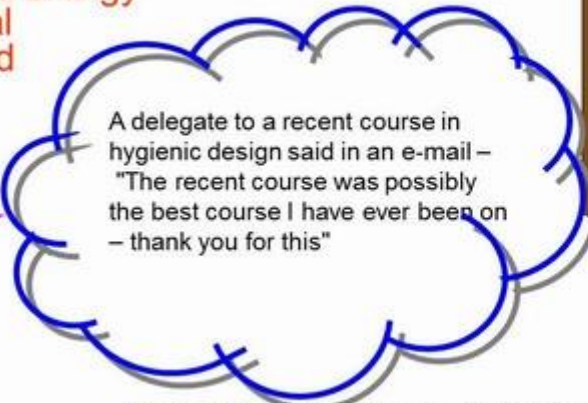 A delegate to a recent course in
hygienic design said in an e-mail –
"The recent course was possibly
the best course I have ever been on
– thank you for this"